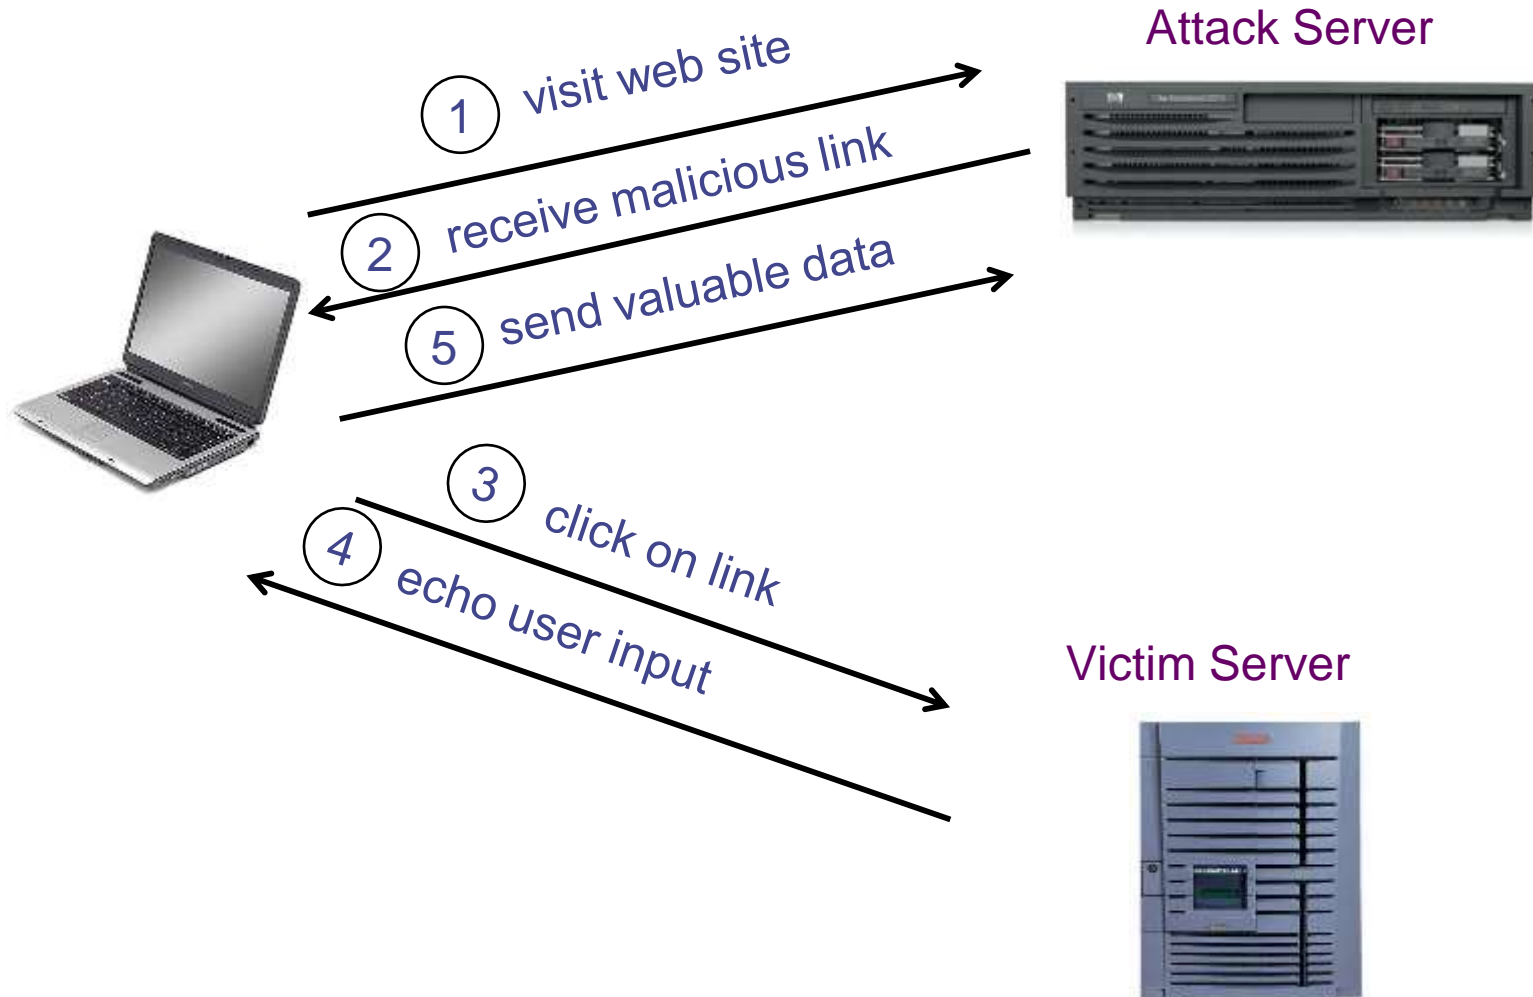 Attack Server
1 visit web site
2 receive malicious link
5 send valuable data
3 click on link
4 echo user input
Victim Server